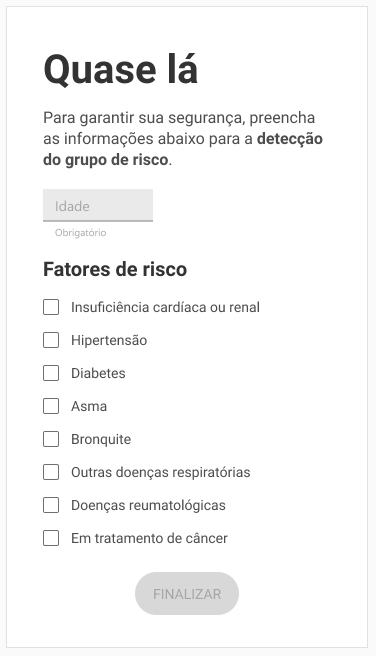 Quase lá
Para garantir sua segurança, preencha
as informações abaixo para a detecção
do grupo de risco.
Idade
Obrigatório
Fatores de risco
Insuficiência cardíaca ou renal
Hipertensão
Diabetes
Asma
Bronquite
Outras doenças respiratórias
Doenças reumatológicas
Em tratamento de câncer
FINALIZAR